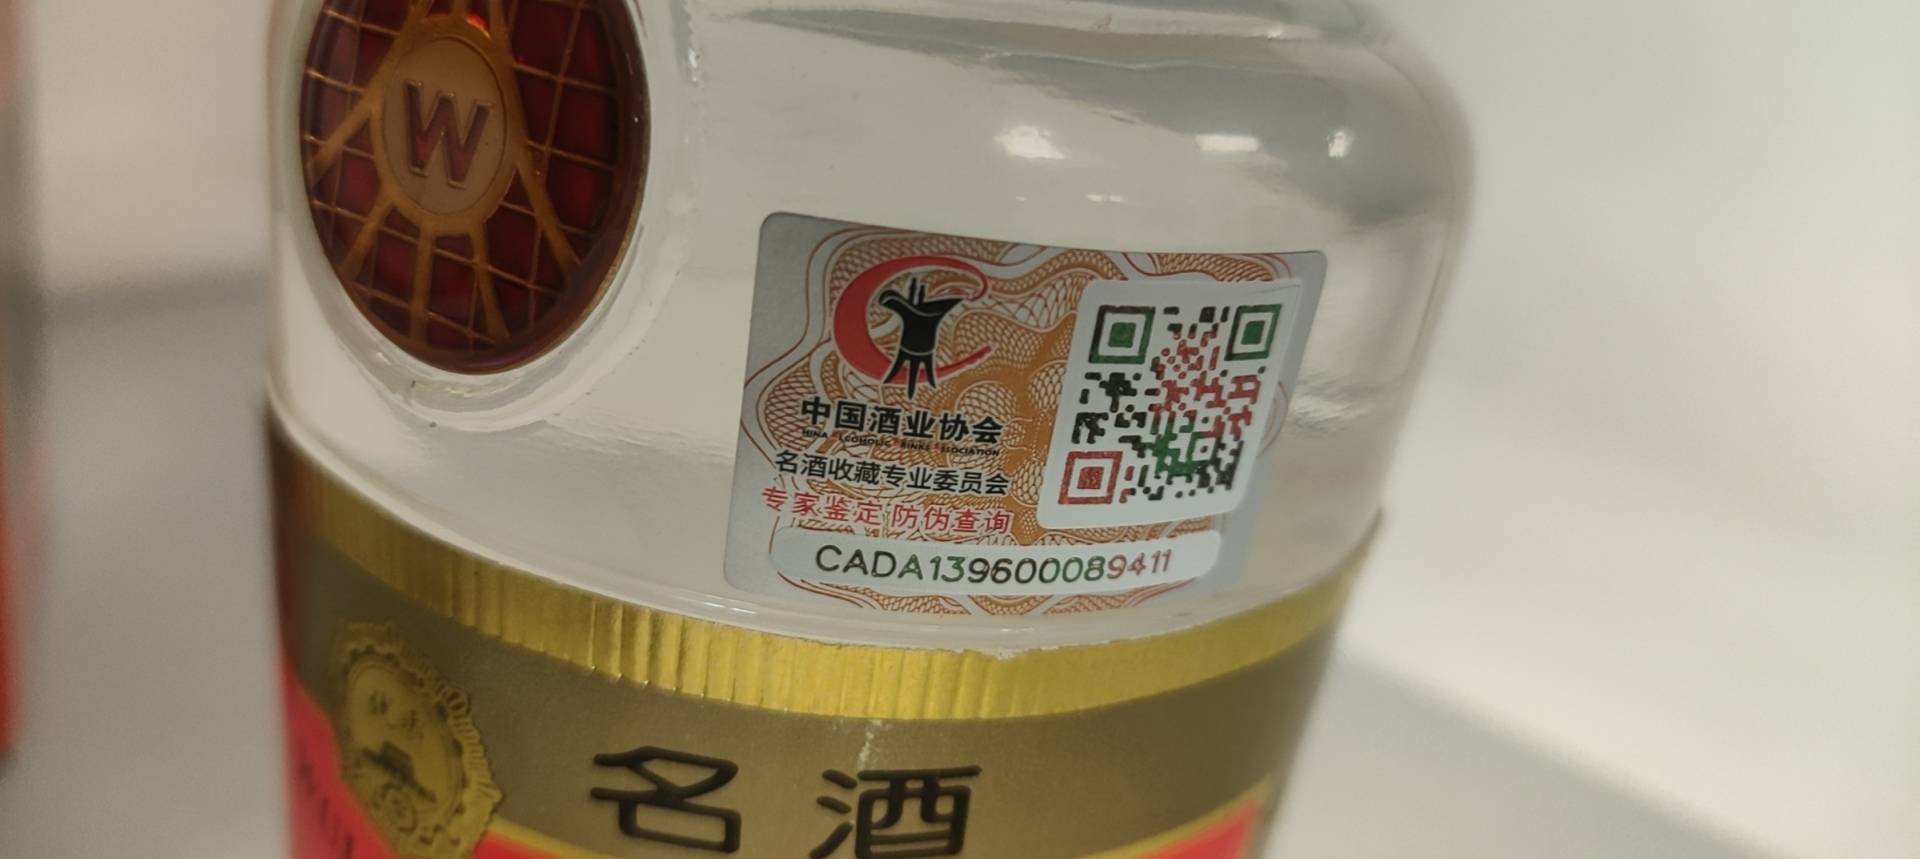 W
中国酒业协会
名酒收藏专业委员会
专家鉴定 防伪查询
CADA139600089411
名酒